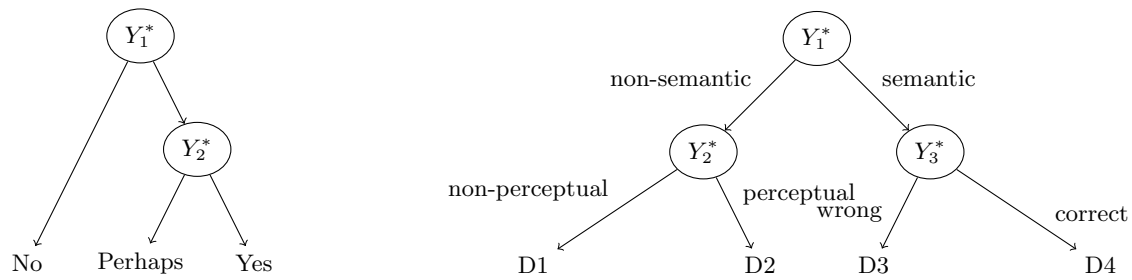 Y₁*
Y₂*
No
Perhaps
Yes
Y₁*
non-semantic
semantic
Y₂*
Y₃*
non-perceptual
perceptual
wrong
correct
D1
D2
D3
D4